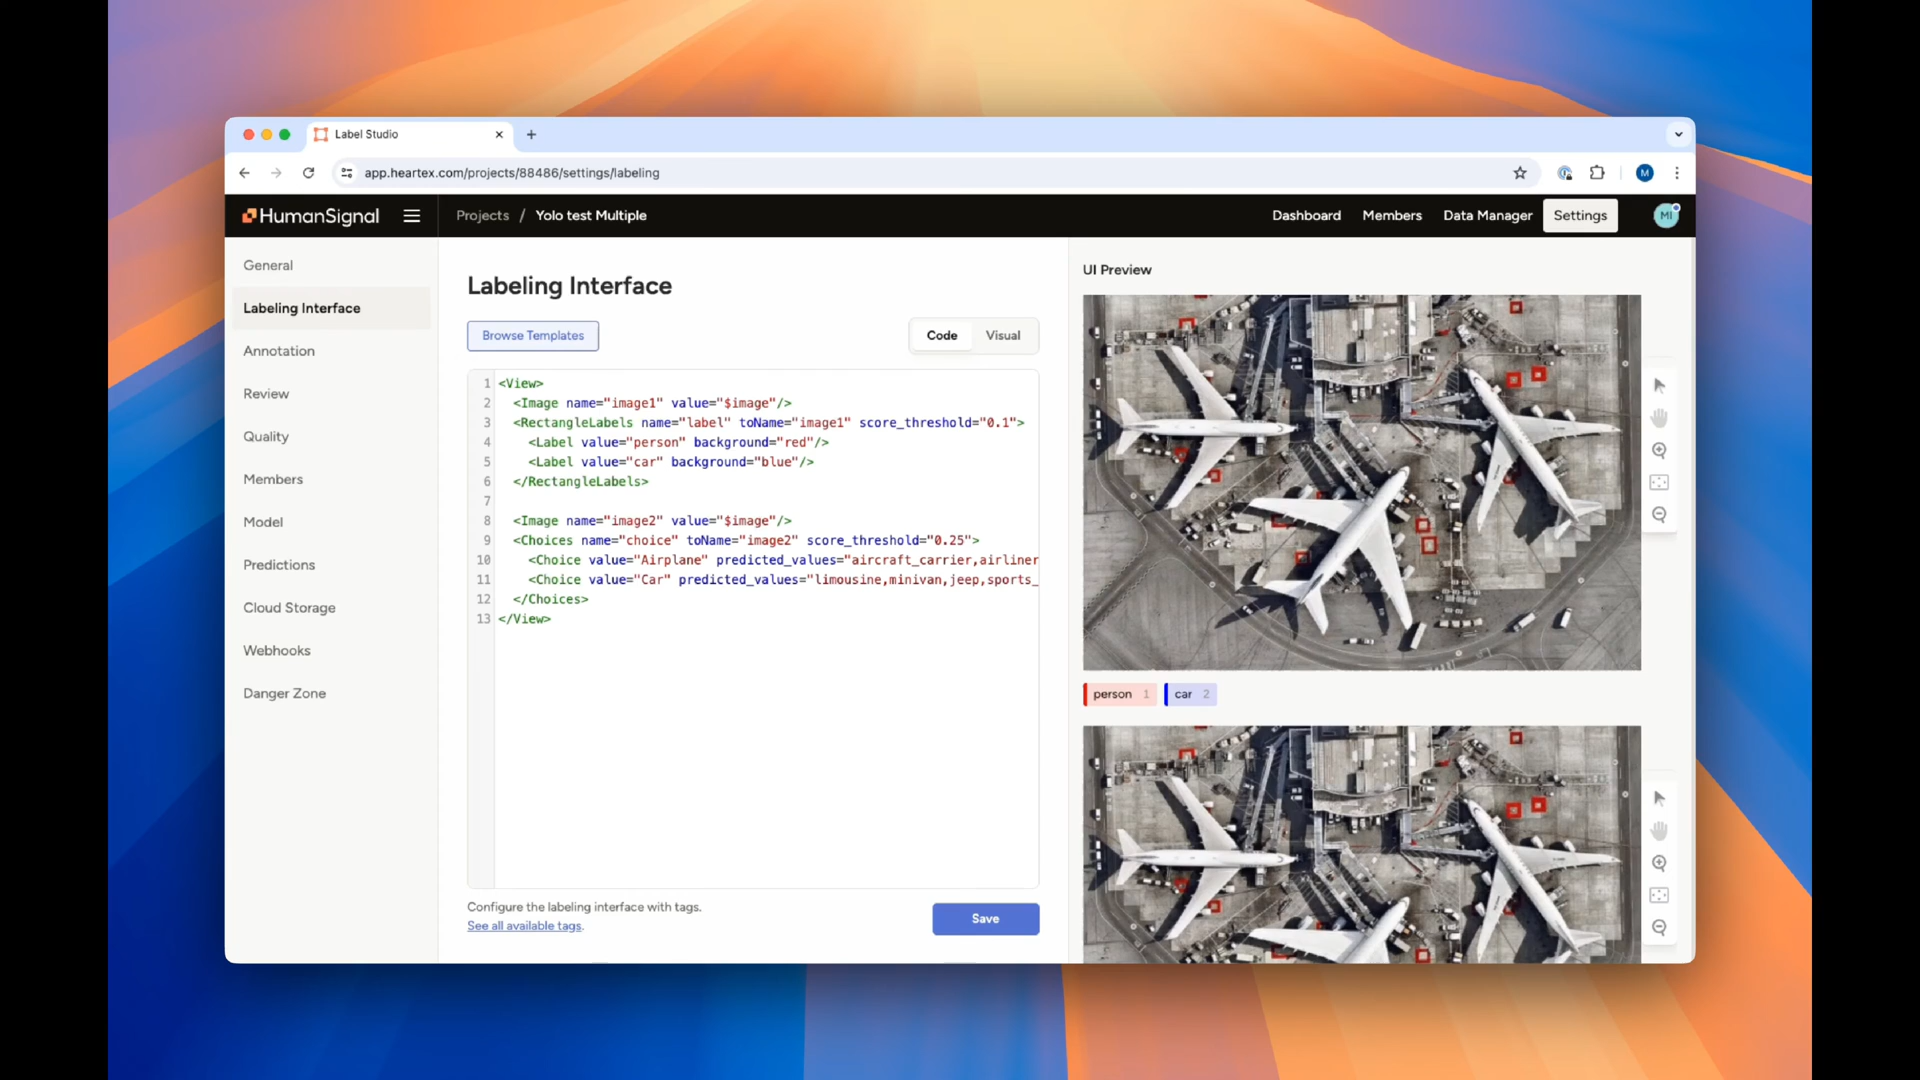 Label Studio
app.heartex.com/projects/88486/settings/labeling
M
HumanSignal
Projects / Yolo test Multiple
Dashboard
Members
Data Manager
Settings
MI
General
Labeling Interface
Annotation
Review
Quality
Members
Model
Predictions
Cloud Storage
Webhooks
Danger Zone
Labeling Interface
Browse Templates
Code
Visual
1 <View>
2 <Image name="image1" value="$image"/>
3 <RectangleLabels name="label" toName="image1" score_threshold="0.1">
4 <Label value="person" background="red"/>
5 <Label value="car" background="blue"/>
6 </RectangleLabels>
7
8 <Image name="image2" value="$image"/>
9 <Choices name="choice" toName="image2" score_threshold="0.25">
10 <Choice value="Airplane" predicted_values="aircraft_carrier,airliner
11 <Choice value="Car" predicted_values="limousine,minivan,jeep,sports_
12 </Choices>
13 </View>
Configure the labeling interface with tags.
See all available tags.
Save
UI Preview
person 1
car 2